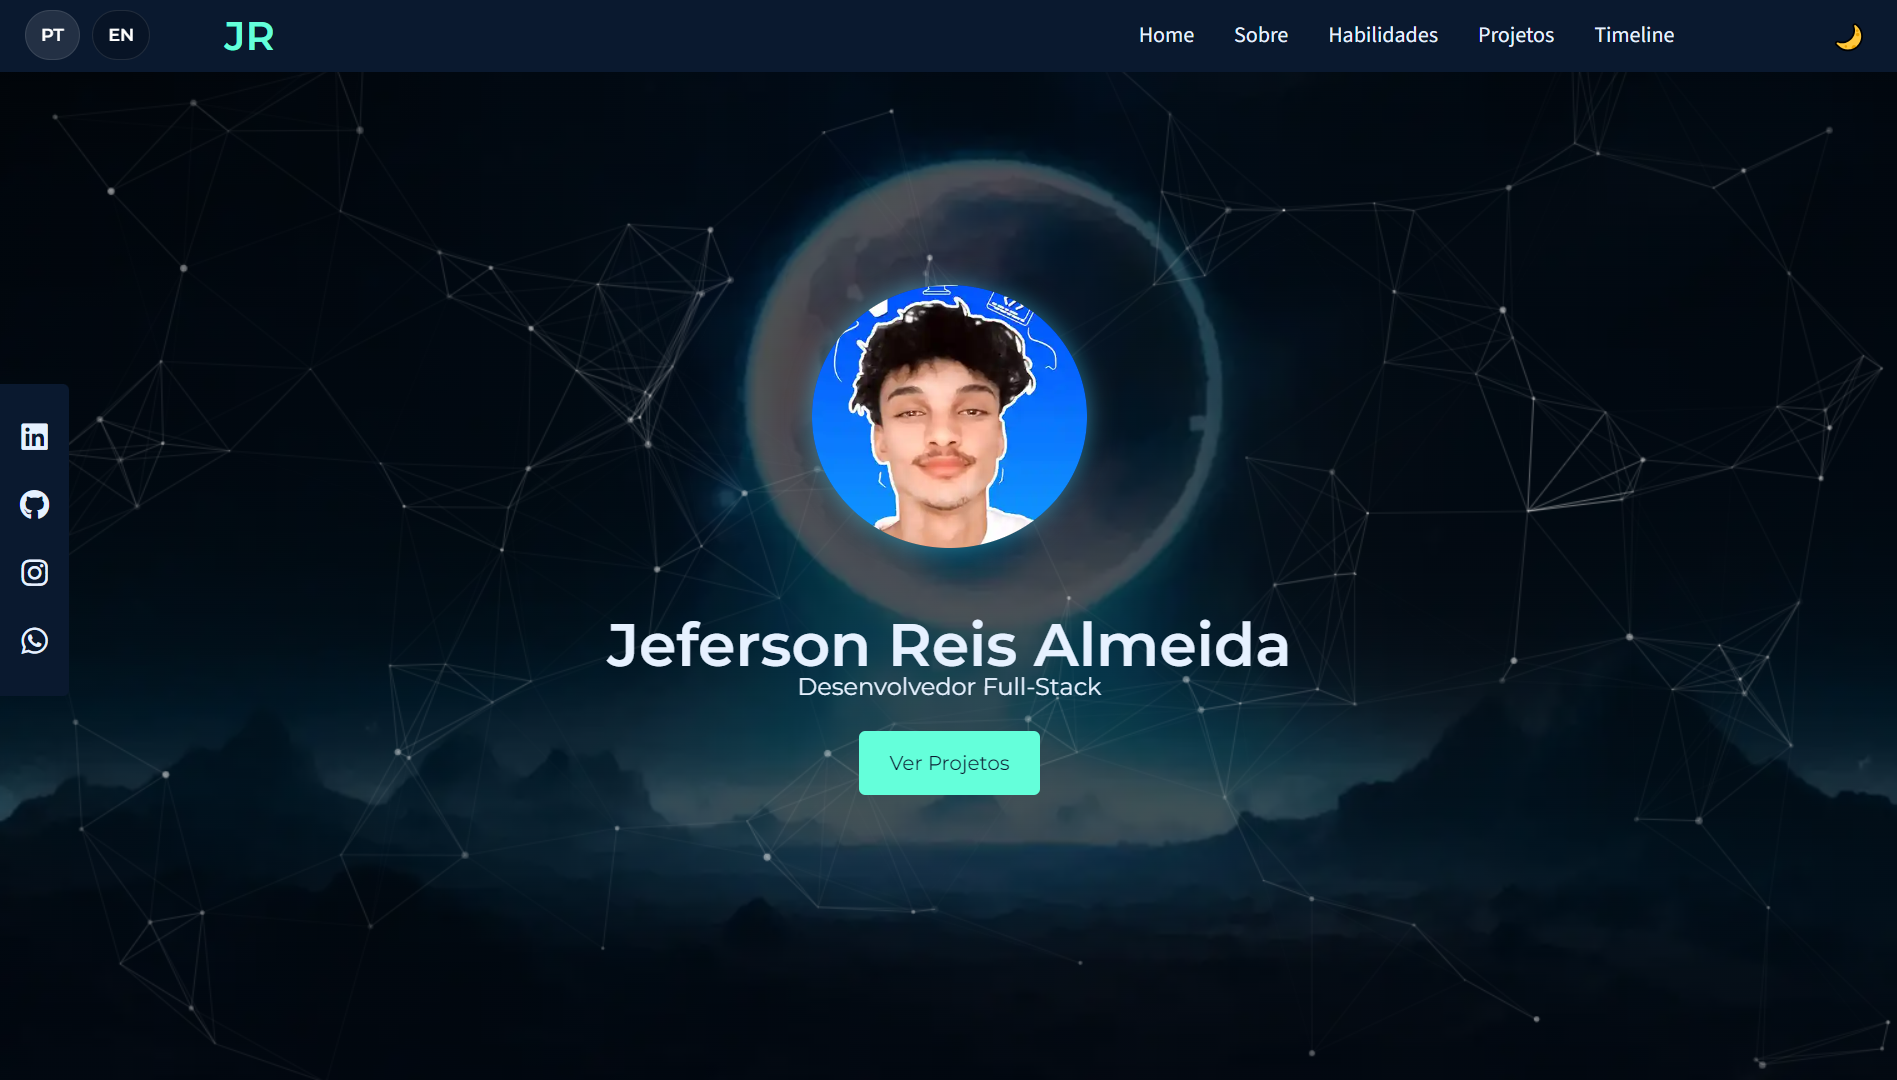 PT
EN
JR
Home
Sobre
Habilidades
Projetos
Timeline
Jeferson Reis Almeida
Desenvolvedor Full-Stack
Ver Projetos